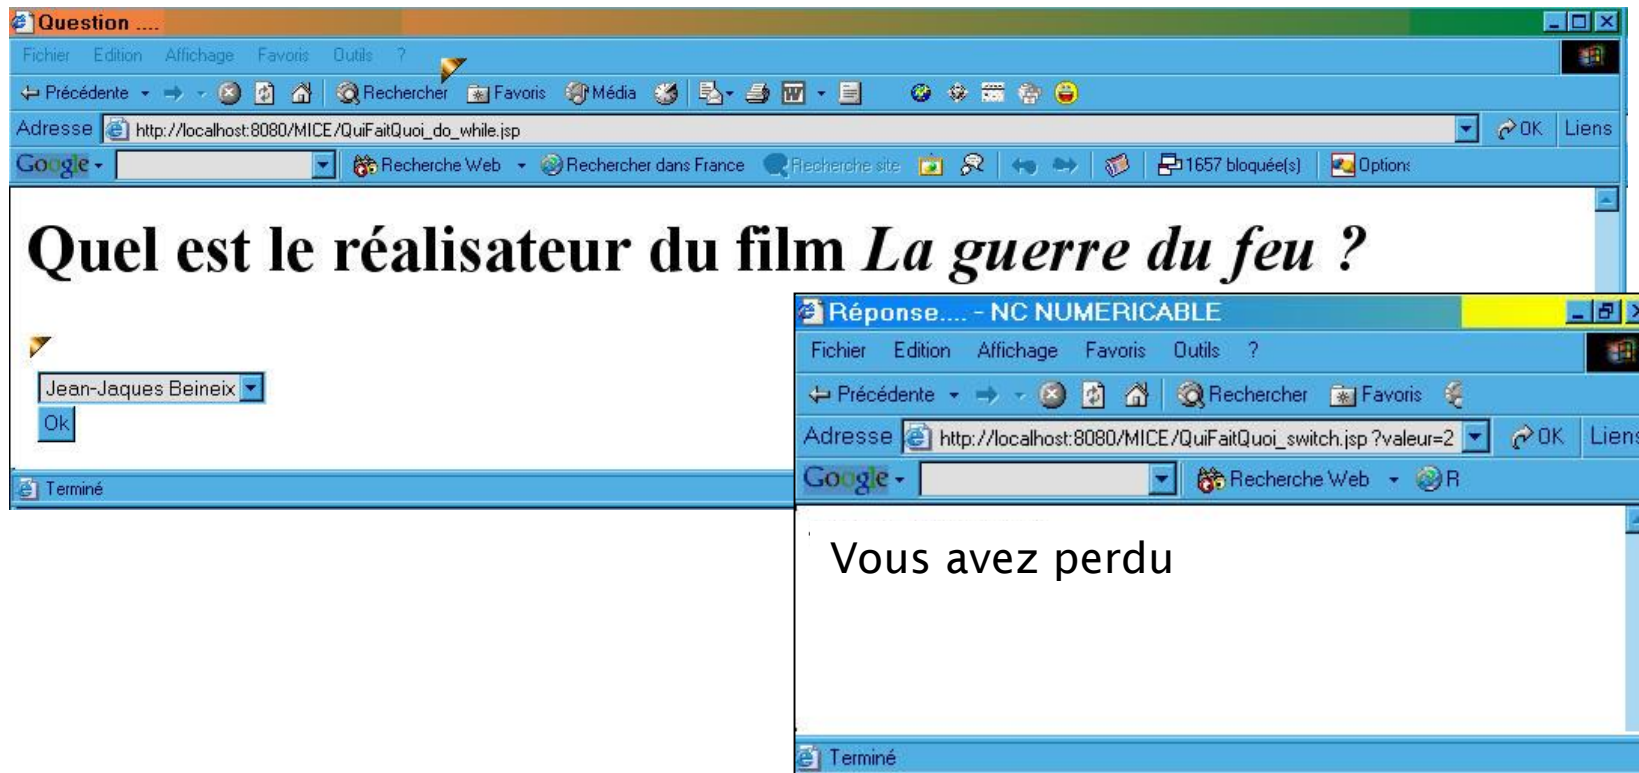 Question ....
Fichier Edition Affichage Favoris Outils ?
Précédente Rechercher Favoris Média
Adresse http://localhost:8080/MICE/QuiFaitQuoi_do_while.jsp OK Liens
Google Recherche Web Rechercher dans France Recherche site 1657 bloquée(s) Options
Quel est le réalisateur du film La guerre du feu ?
Jean-Jaques Beineix
Ok
Terminé
Réponse.... - NC NUMERICABLE
Fichier Edition Affichage Favoris Outils ?
Précédente Rechercher Favoris
Adresse http://localhost:8080/MICE/QuiFaitQuoi_switch.jsp ?valeur=2 OK Liens
Google Recherche Web R
Vous avez perdu
Terminé